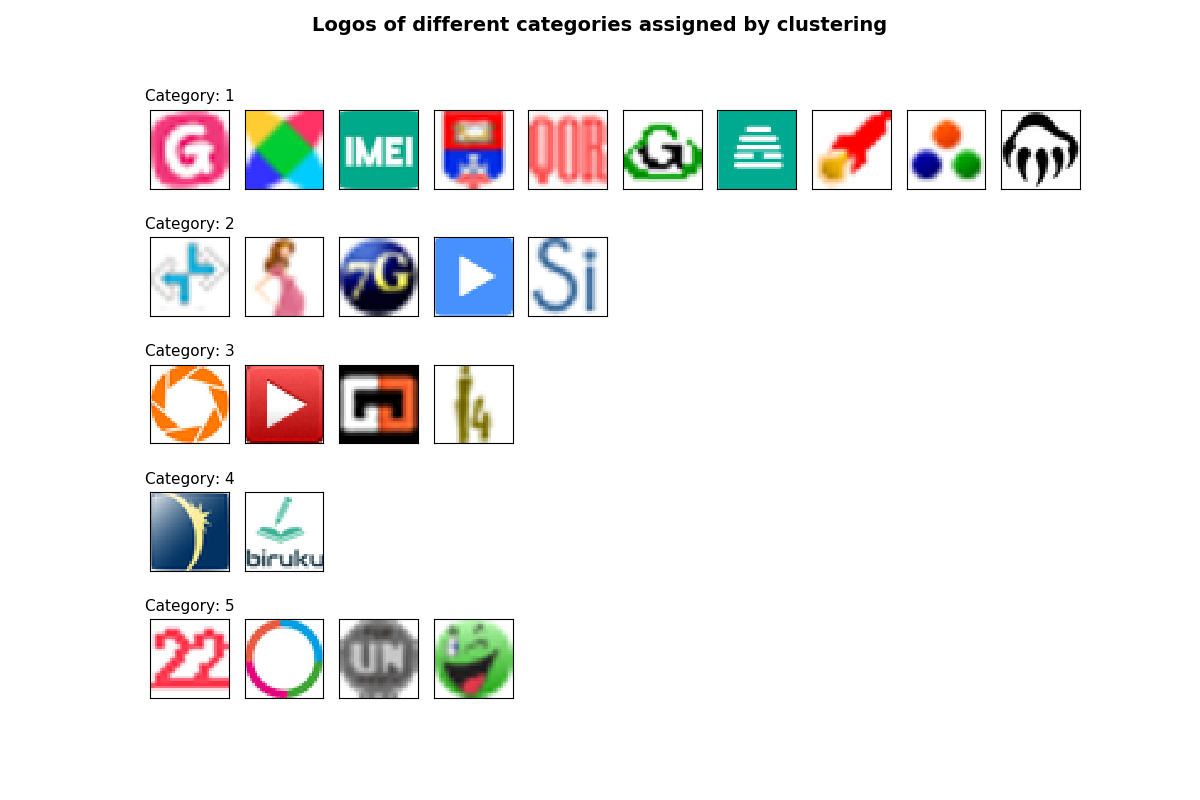 Logos of different categories assigned by clustering
Category: 1
G
IMEI
QOR
G
Category: 2
7G
Si
Category: 3
14
Category: 4
biruku
Category: 5
22
UN